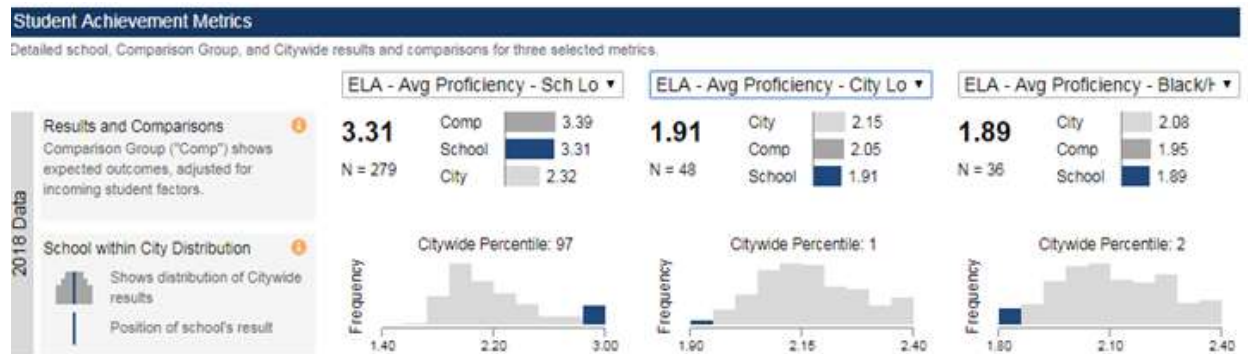 Student Achievement Metrics
Detailed school, Comparison Group, and Citywide results and comparisons for three selected metrics.
ELA - Avg Proficiency - Sch Lo ▼
ELA - Avg Proficiency - City Lo ▼
ELA - Avg Proficiency - Black/H ▼
2018 Data
Results and Comparisons
Comparison Group ("Comp") shows
expected outcomes, adjusted for
incoming student factors.
3.31
N = 279
Comp 3.39
School 3.31
City 2.32
1.91
N = 48
City 2.15
Comp 2.05
School 1.91
1.89
N = 36
City 2.08
Comp 1.95
School 1.89
School within City Distribution
Shows distribution of Citywide
results
Position of school's result
Citywide Percentile: 97
Frequency
1.40 2.20 3.00
Citywide Percentile: 1
Frequency
1.90 2.15 2.40
Citywide Percentile: 2
Frequency
1.80 2.10 2.40